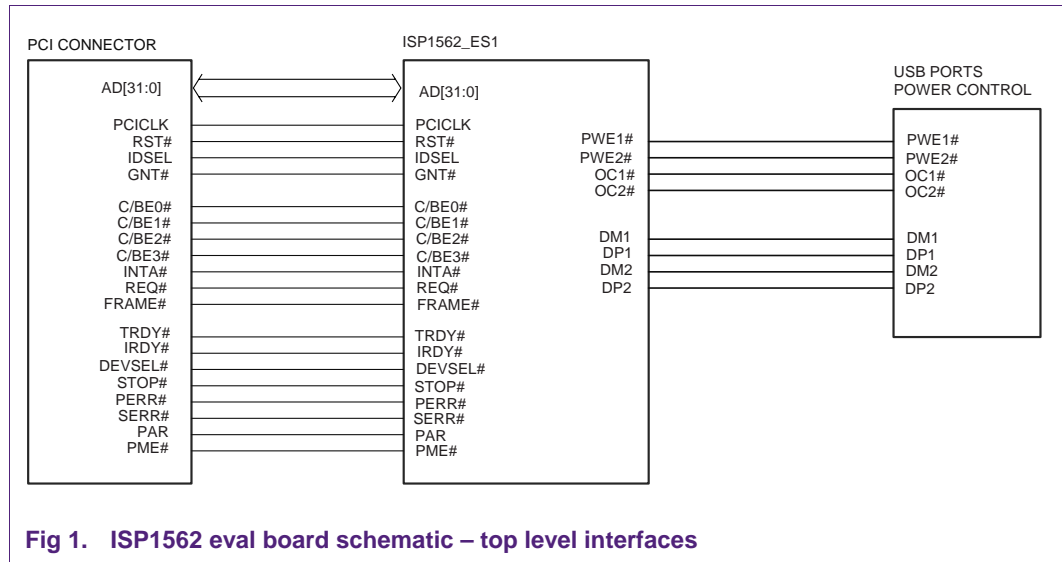 PCI CONNECTOR
AD[31:0]
PCICLK
RST#
IDSEL
GNT#
C/BE0#
C/BE1#
C/BE2#
C/BE3#
INTA#
REQ#
FRAME#
TRDY#
IRDY#
DEVSEL#
STOP#
PERR#
SERR#
PAR
PME#
ISP1562_ES1
AD[31:0]
PCICLK
RST#
IDSEL
GNT#
C/BE0#
C/BE1#
C/BE2#
C/BE3#
INTA#
REQ#
FRAME#
TRDY#
IRDY#
DEVSEL#
STOP#
PERR#
SERR#
PAR
PME#
PWE1#
PWE2#
OC1#
OC2#
DM1
DP1
DM2
DP2
USB PORTS
POWER CONTROL
PWE1#
PWE2#
OC1#
OC2#
DM1
DP1
DM2
DP2
Fig 1. ISP1562 eval board schematic – top level interfaces